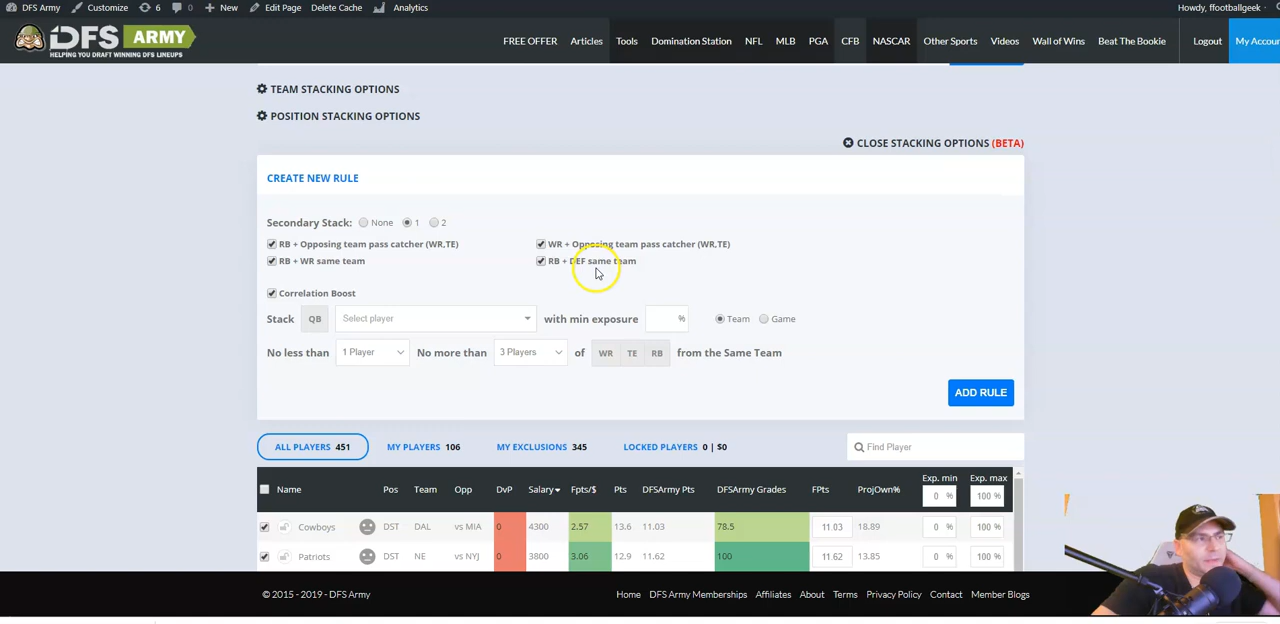 DFS Army Customize 6 0 New Edit Page Delete Cache Analytics Howdy, ffootballgeek
DFS ARMY
HELPING YOU DRAFT WINNING DFS LINEUPS
FREE OFFER Articles Tools Domination Station NFL MLB PGA CFB NASCAR Other Sports Videos Wall of Wins Beat The Bookie Logout My Accou
TEAM STACKING OPTIONS
POSITION STACKING OPTIONS
CLOSE STACKING OPTIONS (BETA)
CREATE NEW RULE
Secondary Stack: None 1 2
RB + Opposing team pass catcher (WR,TE) WR + Opposing team pass catcher (WR,TE)
RB + WR same team RB + DEF same team
Correlation Boost
Stack QB Select player with min exposure % Team Game
No less than 1 Player No more than 3 Players of WR TE RB from the Same Team
ADD RULE
ALL PLAYERS 451 MY PLAYERS 106 MY EXCLUSIONS 345 LOCKED PLAYERS 0 | $0 Find Player
Name Pos Team Opp DvP Salary Fpts/$ Pts DFSArmy Pts DFSArmy Grades FPts ProjOwn% Exp. min Exp. max
0 % 100 %
Cowboys DST DAL vs MIA 0 4300 2.57 13.6 11.03 78.5 11.03 18.89 0 % 100 %
Patriots DST NE vs NYJ 0 3800 3.06 12.9 11.62 100 11.62 13.85 0 % 100 %
© 2015 - 2019 - DFS Army Home DFS Army Memberships Affiliates About Terms Privacy Policy Contact Member Blogs